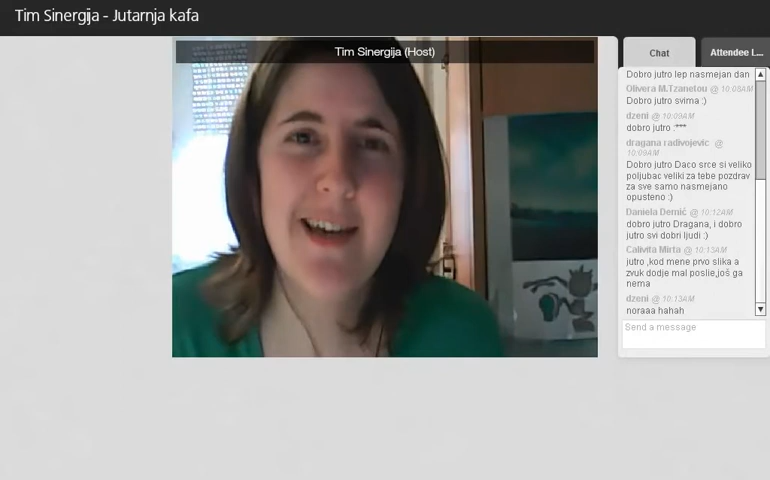 Tim Sinergija - Jutarnja kafa
Tim Sinergija (Host)
Chat
Attendee L...
Dobro jutro lep nasmejan dan
Olivera M.Tzanetou @ 10:08AM
Dobro jutro svima :)
dzeni @ 10:09AM
dobro jutro :***
dragana radivojevic @
10:09AM
Dobro jutro Daco srce si veliko
poljubac veliki za tebe pozdrav
za sve samo nasmejano
opusteno :)
Daniela Demić @ 10:12AM
dobro jutro Dragana, i dobro
jutro svi dobri ljudi :)
Calivita Mirta @ 10:13AM
jutro ,kod mene prvo slika a
zvuk dodje mal poslie,još ga
nema
dzeni @ 10:13AM
noraaa hahah
Send a message